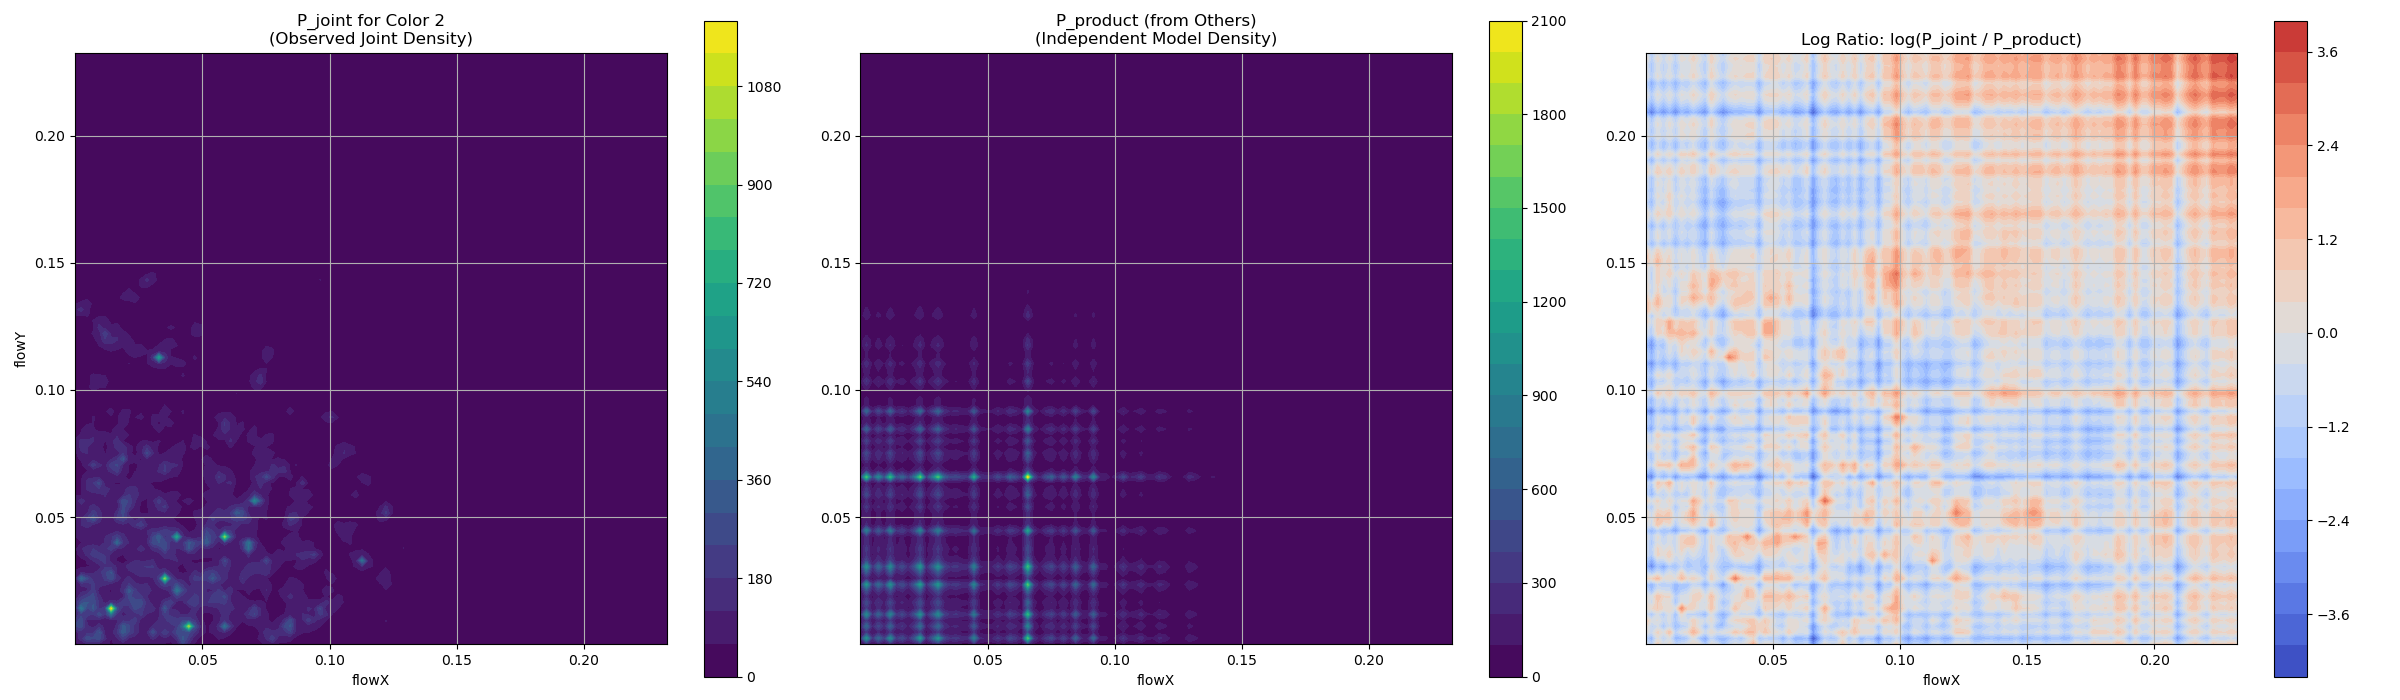 P_joint for Color 2
(Observed Joint Density)
flowY
0.20
0.15
0.10
0.05
0.05 0.10 0.15 0.20
flowX
1080
900
720
540
360
180
0
P_product (from Others)
(Independent Model Density)
0.20
0.15
0.10
0.05
0.05 0.10 0.15 0.20
flowX
2100
1800
1500
1200
900
600
300
0
Log Ratio: log(P_joint / P_product)
0.20
0.15
0.10
0.05
0.05 0.10 0.15 0.20
flowX
3.6
2.4
1.2
0.0
−1.2
−2.4
−3.6